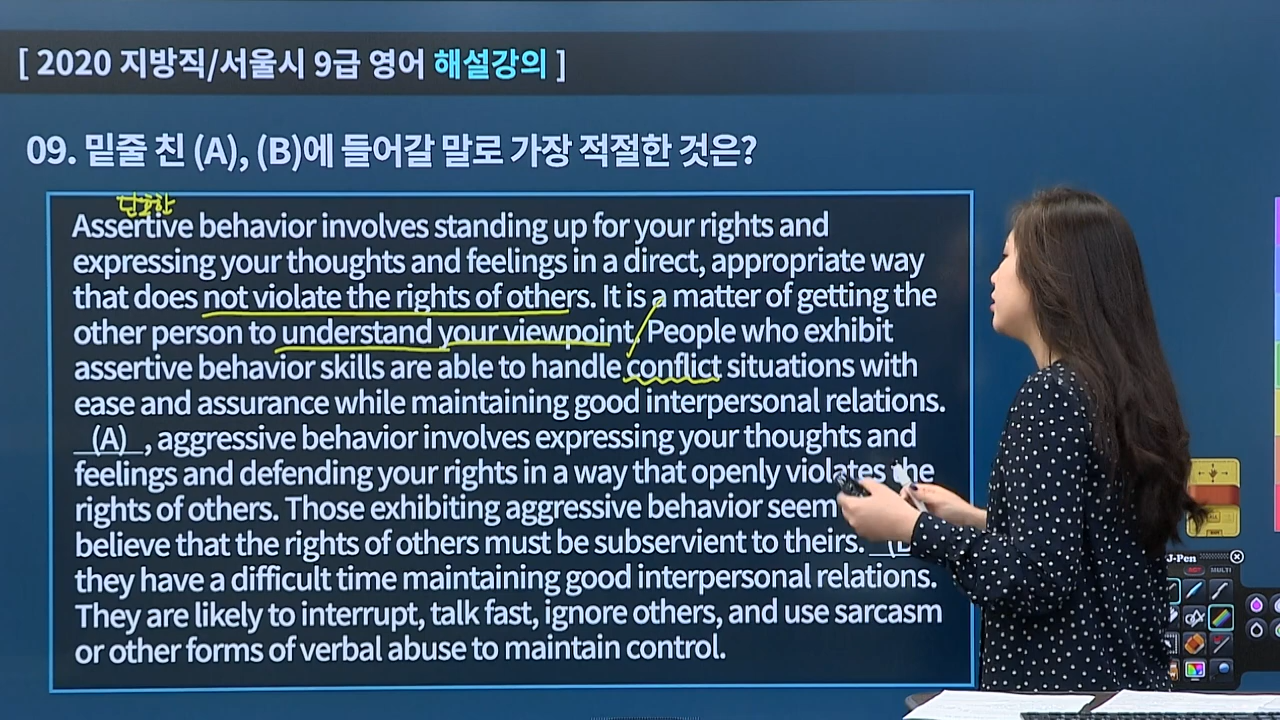 [ 2020 지방직/서울시 9급 영어 해설강의 ]
09. 밑줄 친 (A), (B)에 들어갈 말로 가장 적절한 것은?
단호한
Assertive behavior involves standing up for your rights and
expressing your thoughts and feelings in a direct, appropriate way
that does not violate the rights of others. It is a matter of getting the
other person to understand your viewpoint. People who exhibit
assertive behavior skills are able to handle conflict situations with
ease and assurance while maintaining good interpersonal relations.
(A) , aggressive behavior involves expressing your thoughts and
feelings and defending your rights in a way that openly violates the
rights of others. Those exhibiting aggressive behavior seem
believe that the rights of others must be subservient to theirs.
they have a difficult time maintaining good interpersonal relations.
They are likely to interrupt, talk fast, ignore others, and use sarcasm
or other forms of verbal abuse to maintain control.
J-Pen
MULTI